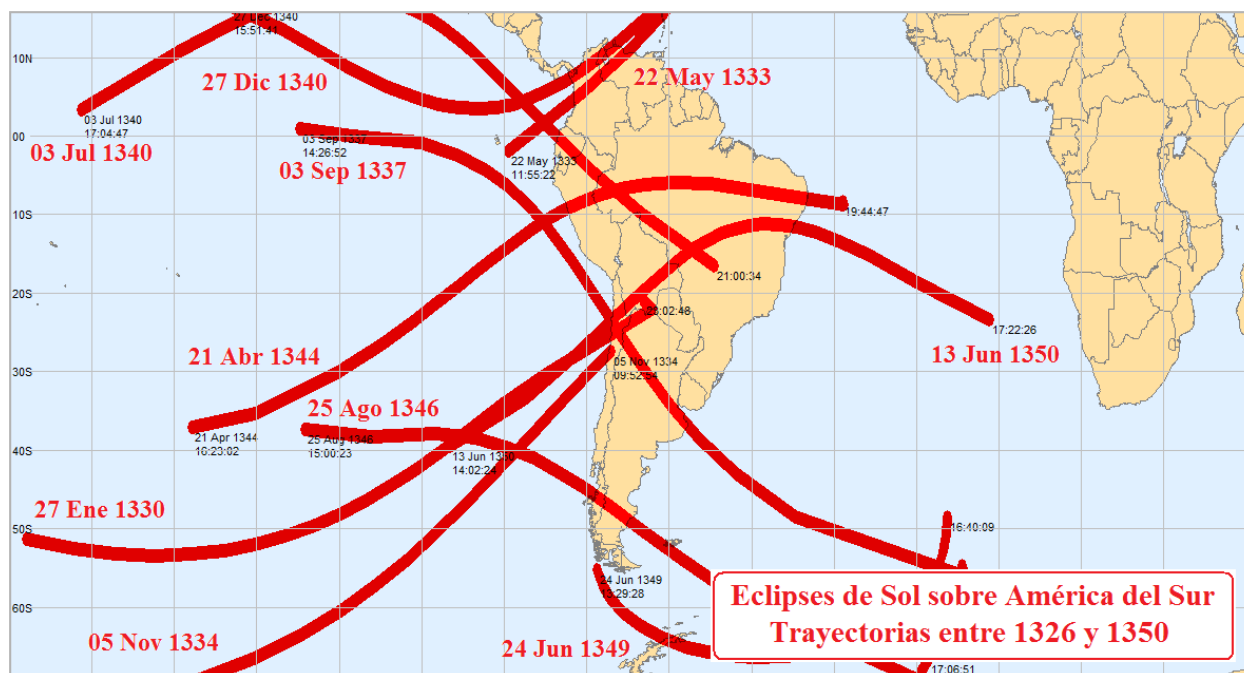 27 Dec 1340
15:51:41
10N
27 Dic 1340
22 May 1333
03 Jul 1340
17:04:47
00
03 Jul 1340
03 Sep 1337
14:26:52
03 Sep 1337
22 May 1333
11:55:22
10S
19:44:47
21:00:34
20S
23:02:48
17:22:26
21 Abr 1344
05 Nov 1334
09:52:54
13 Jun 1350
30S
25 Ago 1346
21 Apr 1344
16:23:02
25 Aug 1346
15:00:23
40S
13 Jun 1350
14:02:24
27 Ene 1330
50S
16:40:09
24 Jun 1349
13:29:28
Eclipses de Sol sobre América del Sur
Trayectorias entre 1326 y 1350
60S
05 Nov 1334
24 Jun 1349
17:06:51